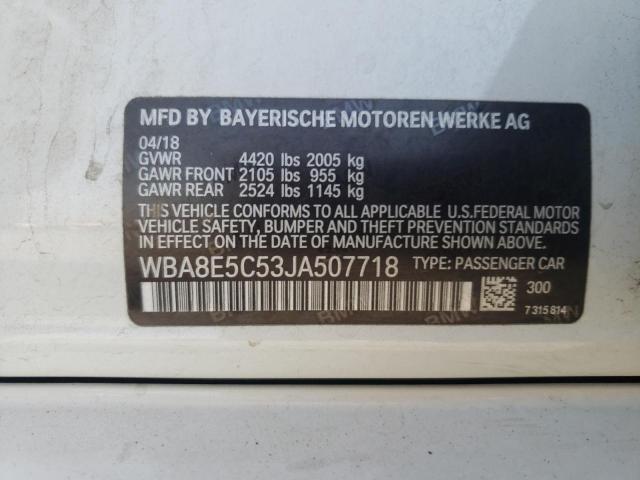 MFD BY BAYERISCHE MOTOREN WERKE AG
04/18
GVWR 4420 lbs 2005 kg
GAWR FRONT 2105 lbs 955 kg
GAWR REAR 2524 lbs 1145 kg
THIS VEHICLE CONFORMS TO ALL APPLICABLE U.S.FEDERAL MOTOR
VEHICLE SAFETY, BUMPER AND THEFT PREVENTION STANDARDS
IN EFFECT ON THE DATE OF MANUFACTURE SHOWN ABOVE.
WBA8E5C53JA507718 TYPE: PASSENGER CAR
300
7 315 814